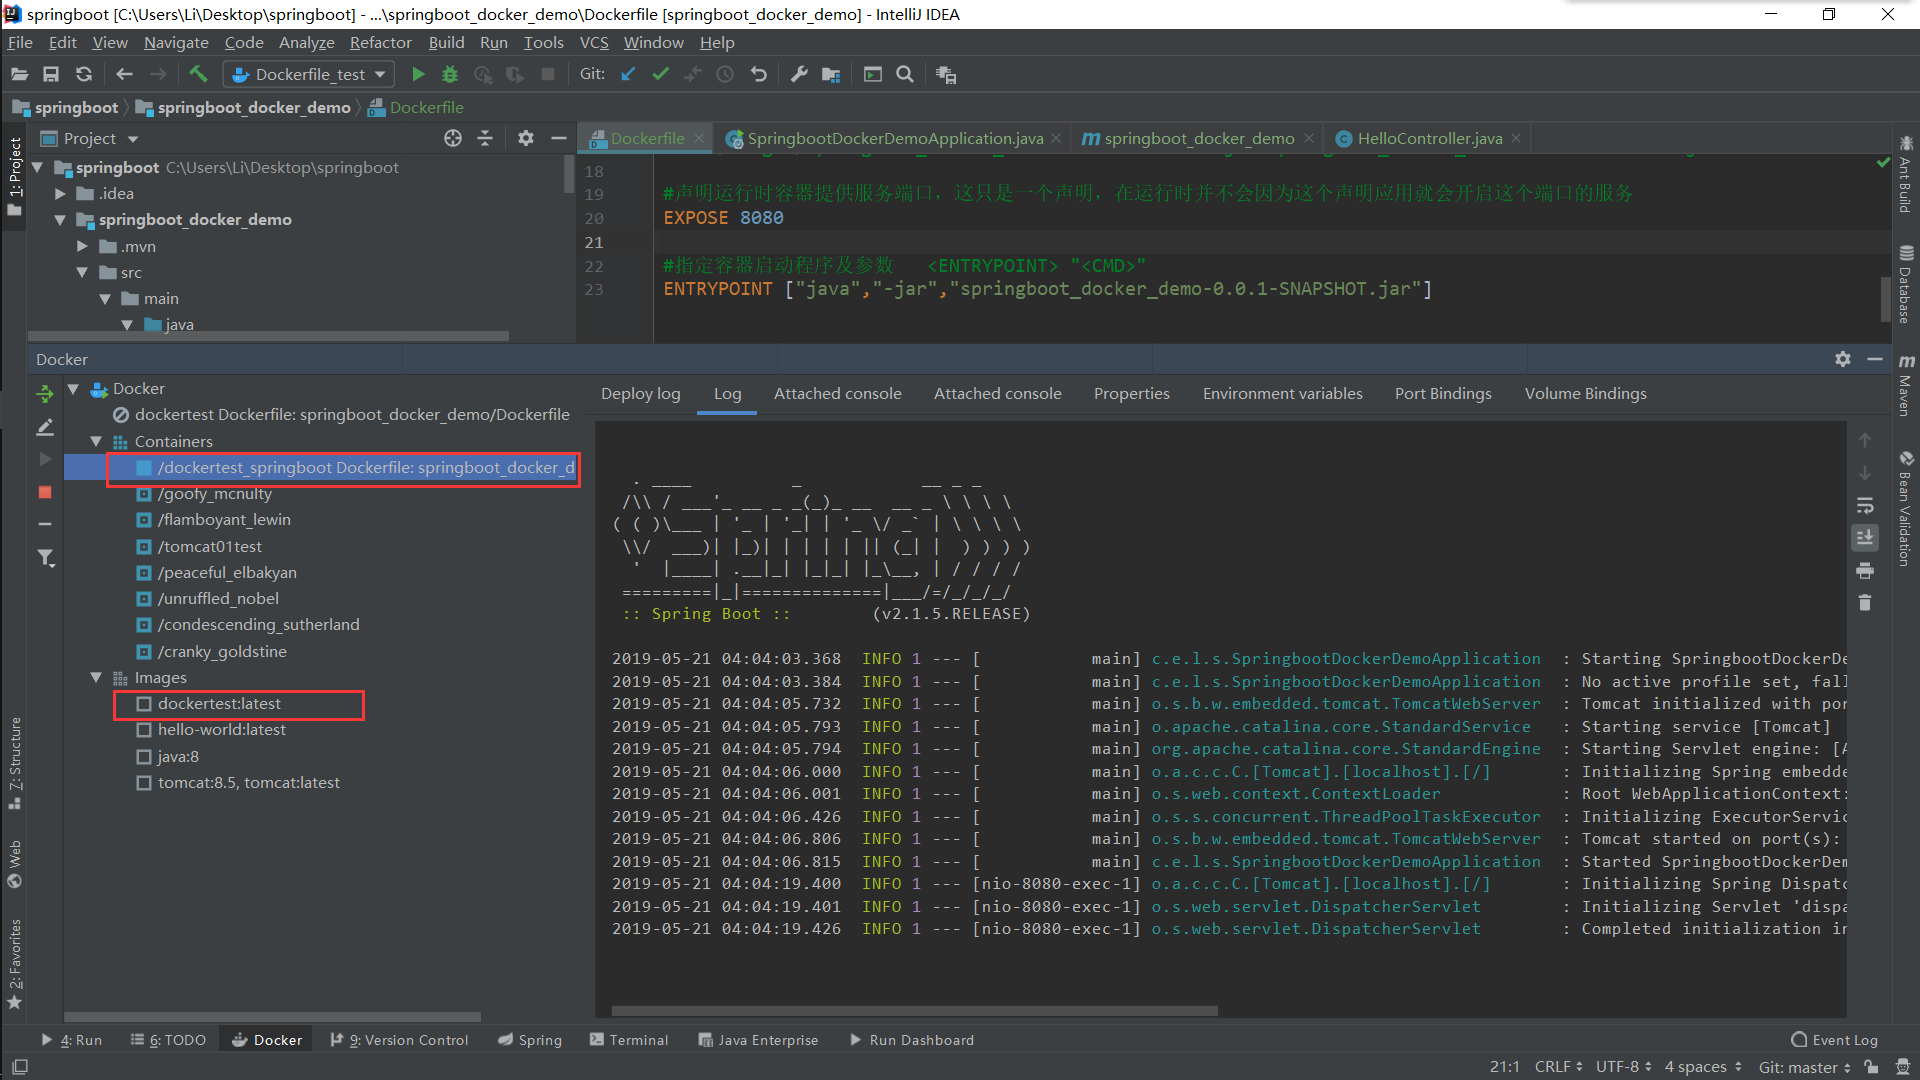 springboot [C:\Users\Li\Desktop\springboot] - ...\springboot_docker_demo\Dockerfile [springboot_docker_demo] - IntelliJ IDEA
File Edit View Navigate Code Analyze Refactor Build Run Tools VCS Window Help
Dockerfile_test Git:
springboot springboot_docker_demo Dockerfile
Project
Dockerfile SpringbootDockerDemoApplication.java springboot_docker_demo HelloController.java
1: Project
springboot C:\Users\Li\Desktop\springboot
.idea
springboot_docker_demo
.mvn
src
main
java
18
19 #声明运行时容器提供服务端口，这只是一个声明，在运行时并不会因为这个声明应用就会开启这个端口的服务
20 EXPOSE 8080
21
22 #指定容器启动程序及参数 <ENTRYPOINT> "<CMD>"
23 ENTRYPOINT ["java","-jar","springboot_docker_demo-0.0.1-SNAPSHOT.jar"]
Ant Build
Database
Maven
Bean Validation
Docker
Docker
dockertest Dockerfile: springboot_docker_demo/Dockerfile
Containers
/dockertest_springboot Dockerfile: springboot_docker_d
/goofy_mcnulty
/flamboyant_lewin
/tomcat01test
/peaceful_elbakyan
/unruffled_nobel
/condescending_sutherland
/cranky_goldstine
Images
dockertest:latest
hello-world:latest
java:8
tomcat:8.5, tomcat:latest
7: Structure
Web
2: Favorites
Deploy log Log Attached console Attached console Properties Environment variables Port Bindings Volume Bindings
  .   ____          _            __ _ _
 /\\ / ___'_ __ _ _(_)_ __  __ _ \ \ \ \
( ( )\___ | '_ | '_| | '_ \/ _` | \ \ \ \
 \\/  ___)| |_)| | | | | || (_| |  ) ) ) )
  '  |____| .__|_| |_|_| |_\__, | / / / /
 =========|_|==============|___/=/_/_/_/
 :: Spring Boot ::        (v2.1.5.RELEASE)
2019-05-21 04:04:03.368 INFO 1 --- [ main] c.e.l.s.SpringbootDockerDemoApplication : Starting SpringbootDockerDe
2019-05-21 04:04:03.384 INFO 1 --- [ main] c.e.l.s.SpringbootDockerDemoApplication : No active profile set, fall
2019-05-21 04:04:05.732 INFO 1 --- [ main] o.s.b.w.embedded.tomcat.TomcatWebServer : Tomcat initialized with por
2019-05-21 04:04:05.793 INFO 1 --- [ main] o.apache.catalina.core.StandardService : Starting service [Tomcat]
2019-05-21 04:04:05.794 INFO 1 --- [ main] org.apache.catalina.core.StandardEngine : Starting Servlet engine: [A
2019-05-21 04:04:06.000 INFO 1 --- [ main] o.a.c.c.C.[Tomcat].[localhost].[/] : Initializing Spring embedde
2019-05-21 04:04:06.001 INFO 1 --- [ main] o.s.web.context.ContextLoader : Root WebApplicationContext:
2019-05-21 04:04:06.426 INFO 1 --- [ main] o.s.s.concurrent.ThreadPoolTaskExecutor : Initializing ExecutorServic
2019-05-21 04:04:06.806 INFO 1 --- [ main] o.s.b.w.embedded.tomcat.TomcatWebServer : Tomcat started on port(s):
2019-05-21 04:04:06.815 INFO 1 --- [ main] c.e.l.s.SpringbootDockerDemoApplication : Started SpringbootDockerDem
2019-05-21 04:04:19.400 INFO 1 --- [nio-8080-exec-1] o.a.c.c.C.[Tomcat].[localhost].[/] : Initializing Spring Dispatc
2019-05-21 04:04:19.401 INFO 1 --- [nio-8080-exec-1] o.s.web.servlet.DispatcherServlet : Initializing Servlet 'dispa
2019-05-21 04:04:19.426 INFO 1 --- [nio-8080-exec-1] o.s.web.servlet.DispatcherServlet : Completed initialization in
4: Run 6: TODO Docker 9: Version Control Spring Terminal Java Enterprise Run Dashboard Event Log
21:1 CRLF UTF-8 4 spaces Git: master